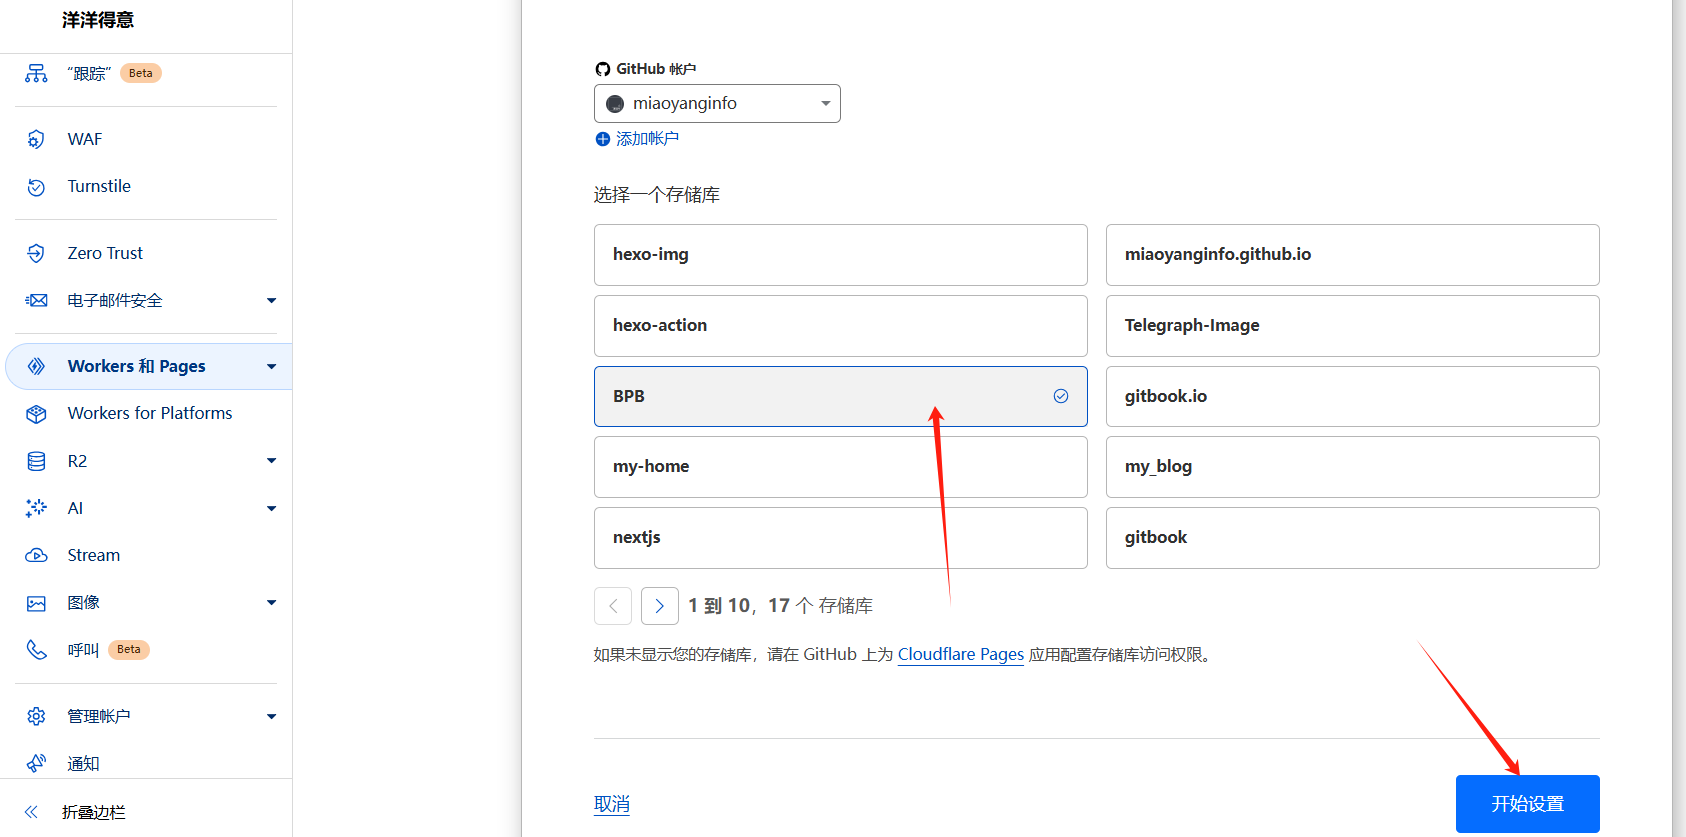 洋洋得意
“跟踪” Beta
WAF
Turnstile
Zero Trust
电子邮件安全
Workers 和 Pages
Workers for Platforms
R2
AI
Stream
图像
呼叫 Beta
管理帐户
通知
折叠边栏
GitHub 帐户
miaoyanginfo
添加帐户
选择一个存储库
hexo-img
miaoyanginfo.github.io
hexo-action
Telegraph-Image
BPB
gitbook.io
my-home
my_blog
nextjs
gitbook
1 到 10，17 个 存储库
如果未显示您的存储库，请在 GitHub 上为 Cloudflare Pages 应用配置存储库访问权限。
取消
开始设置